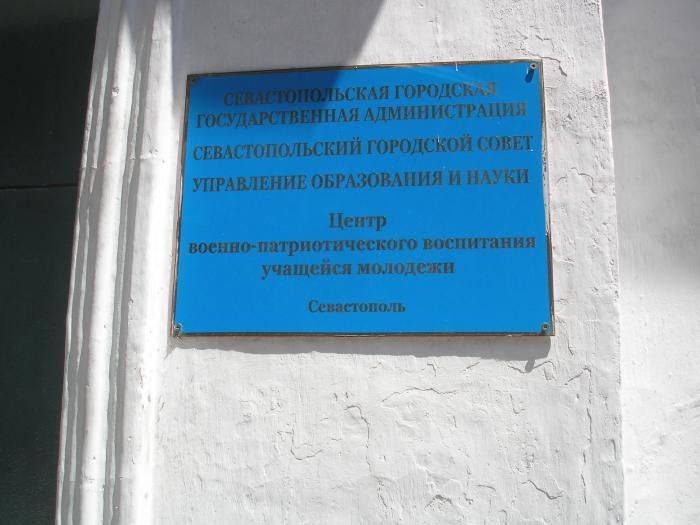 СЕВАСТОПОЛЬСКАЯ ГОРОДСКАЯ
ГОСУДАРСТВЕННАЯ АДМИНИСТРАЦИЯ
СЕВАСТОПОЛЬСКИЙ ГОРОДСКОЙ СОВЕТ
УПРАВЛЕНИЕ ОБРАЗОВАНИЯ И НАУКИ
Центр
военно-патриотического воспитания
учащейся молодежи
Севастополь